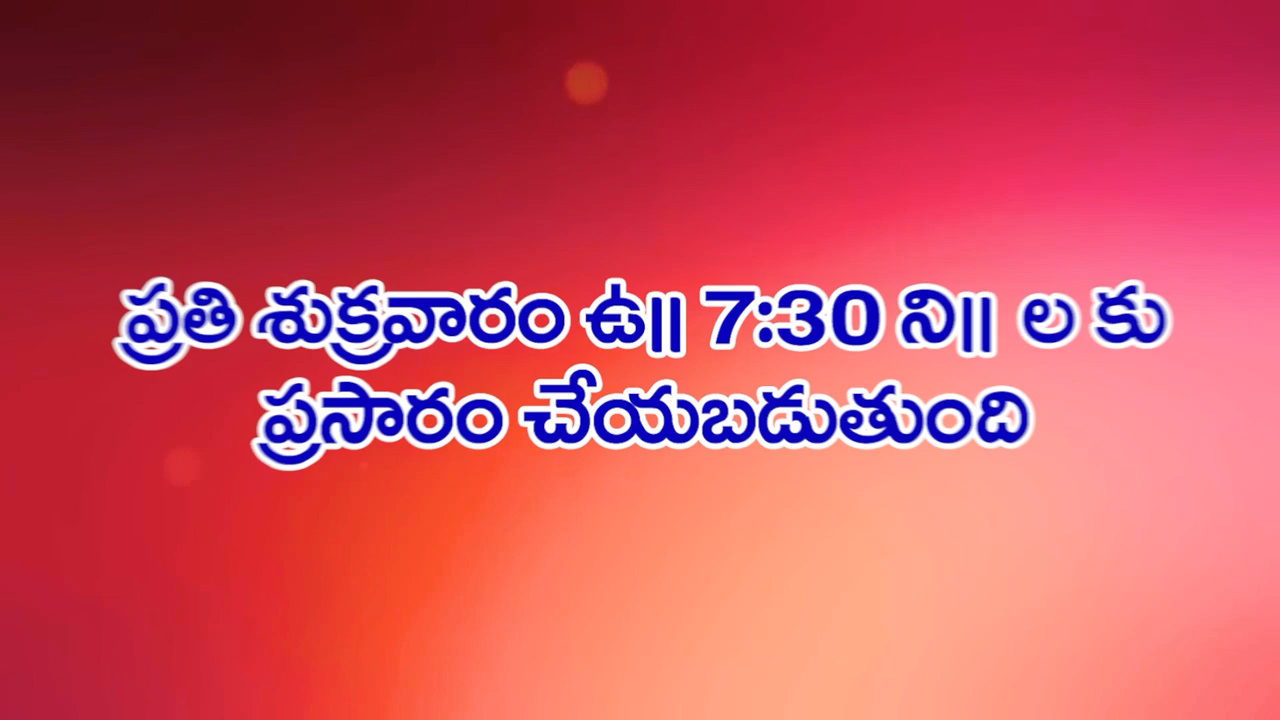 ప్రతి శుక్రవారం ఉ|| 7:30 ని|| ల కు
ప్రసారం చేయబడుతుంది